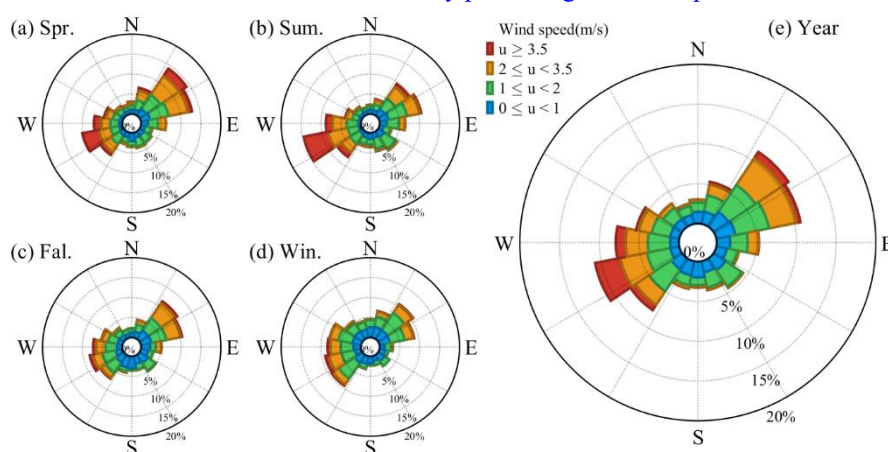 (a) Spr.
N
W
E
S
0%
5%
10%
15%
20%
(b) Sum.
N
W
E
S
0%
5%
10%
15%
20%
Wind speed(m/s)
u ≥ 3.5
2 ≤ u < 3.5
1 ≤ u < 2
0 ≤ u < 1
(c) Fal.
N
W
E
S
0%
5%
10%
15%
20%
(d) Win.
N
W
E
S
0%
5%
10%
15%
20%
(e) Year
N
W
E
S
0%
5%
10%
15%
20%